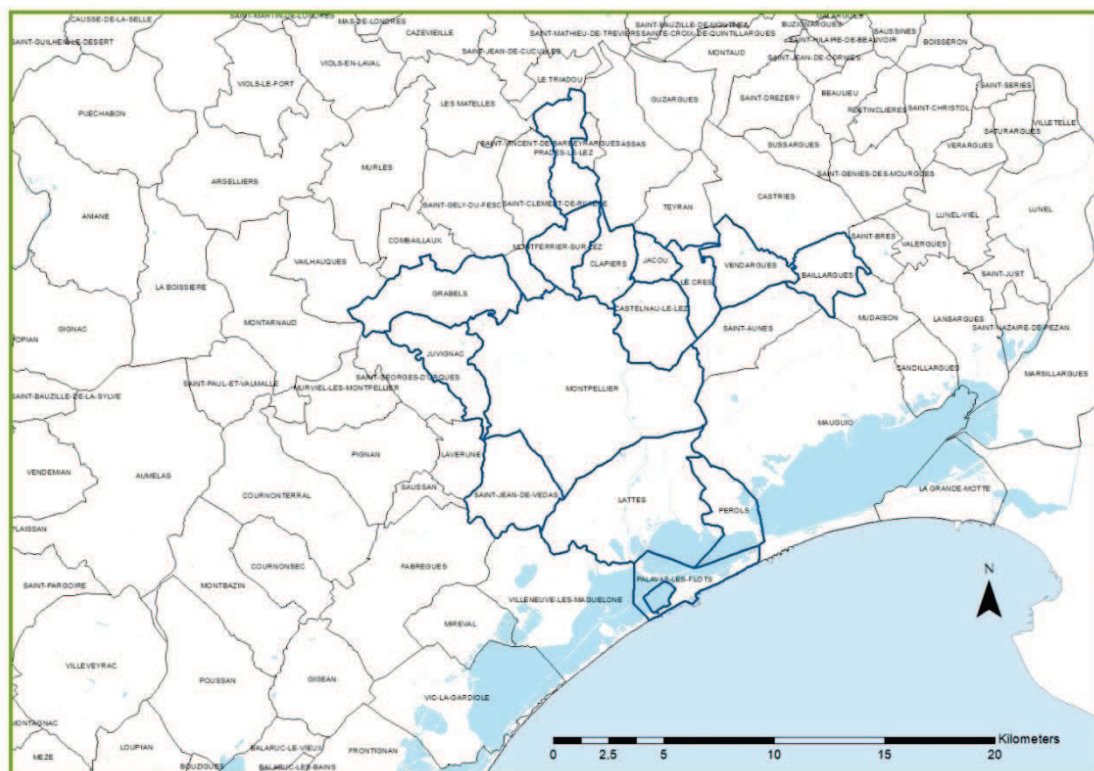 CAUSSE-DE-LA-SELLE
SAINT-MARTIN-DE-LONDRES
MAS-DE-LONDRES
CAZEVIEILLE
SAINT-MATHIEU-DE-TREVIERS
SAINTE-CROIX-DE-QUINTILLARGUES
BUZIGNARGUES
GALARGUES
SAUSSINES
BOISSERON
SAINT-GUILHEM-LE-DESERT
SAINT-JEAN-DE-CUCULLES
MONTAUD
SAINT-HILAIRE-DE-BEAUVOIR
SAINT-JEAN-DE-CORNIES
VIOLS-EN-LAVAL
VIOLS-LE-FORT
LE TRIADOU
LES MATELLES
GUZARGUES
SAINT-DREZERY
BEAULIEU
RESTINCLIERES
SAINT-CHRISTOL
SAINT-SERIES
VILLETELLE
PUECHABON
SATURARGUES
SAINT-VINCENT-DE-BARBEYRARGUES
ASSAS
SUSSARGUES
VERARGUES
PRADES-LE-LEZ
MURLES
ARGELLIERS
SAINT-GENIES-DES-MOURGUES
CASTRIES
SAINT-GELY-DU-FESC
SAINT-CLEMENT-DE-RIVIERE
TEYRAN
LUNEL-VIEL
LUNEL
ANIANE
SAINT-BRES
VALERGUES
COMBAILLAUX
MONTFERRIER-SUR-LEZ
VAILHAUQUES
CLAPIERS
JACOU
VENDARGUES
BAILLARGUES
SAINT-JUST
LE CRES
LA BOISSIERE
GRABELS
CASTELNAU-LE-LEZ
MUDAISON
LANSARGUES
MONTARNAUD
SAINT-AUNES
SAINT-NAZAIRE-DE-PEZAN
GIGNAC
OPIAN
JUVIGNAC
SAINT-GEORGES-D'ORQUES
CANDILLARGUES
MARSILLARGUES
SAINT-PAUL-ET-VALMALLE
MURVIEL-LES-MONTPELLIER
MONTPELLIER
SAINT-BAUZILLE-DE-LA-SYLVE
MAUGUIO
PIGNAN
LAVERUNE
VENDEMIAN
AUMELAS
SAUSSAN
LA GRANDE-MOTTE
COURNONTERRAL
SAINT-JEAN-DE-VEDAS
LATTES
PEROLS
PLAISSAN
COURNONSEC
FABREGUES
N
SAINT-PARGOIRE
MONTBAZIN
PALAVAS-LES-FLOTS
VILLENEUVE-LES-MAGUELONE
MIREVAL
VILLEVEYRAC
POUSSAN
GIGEAN
VIC-LA-GARDIOLE
MONTAGNAC
LOUPIAN
BALARUC-LE-VIEUX
FRONTIGNAN
MEZE
BOUZIGUES
BALARUC-LES-BAINS
Kilometers
0 2,5 5 10 15 20